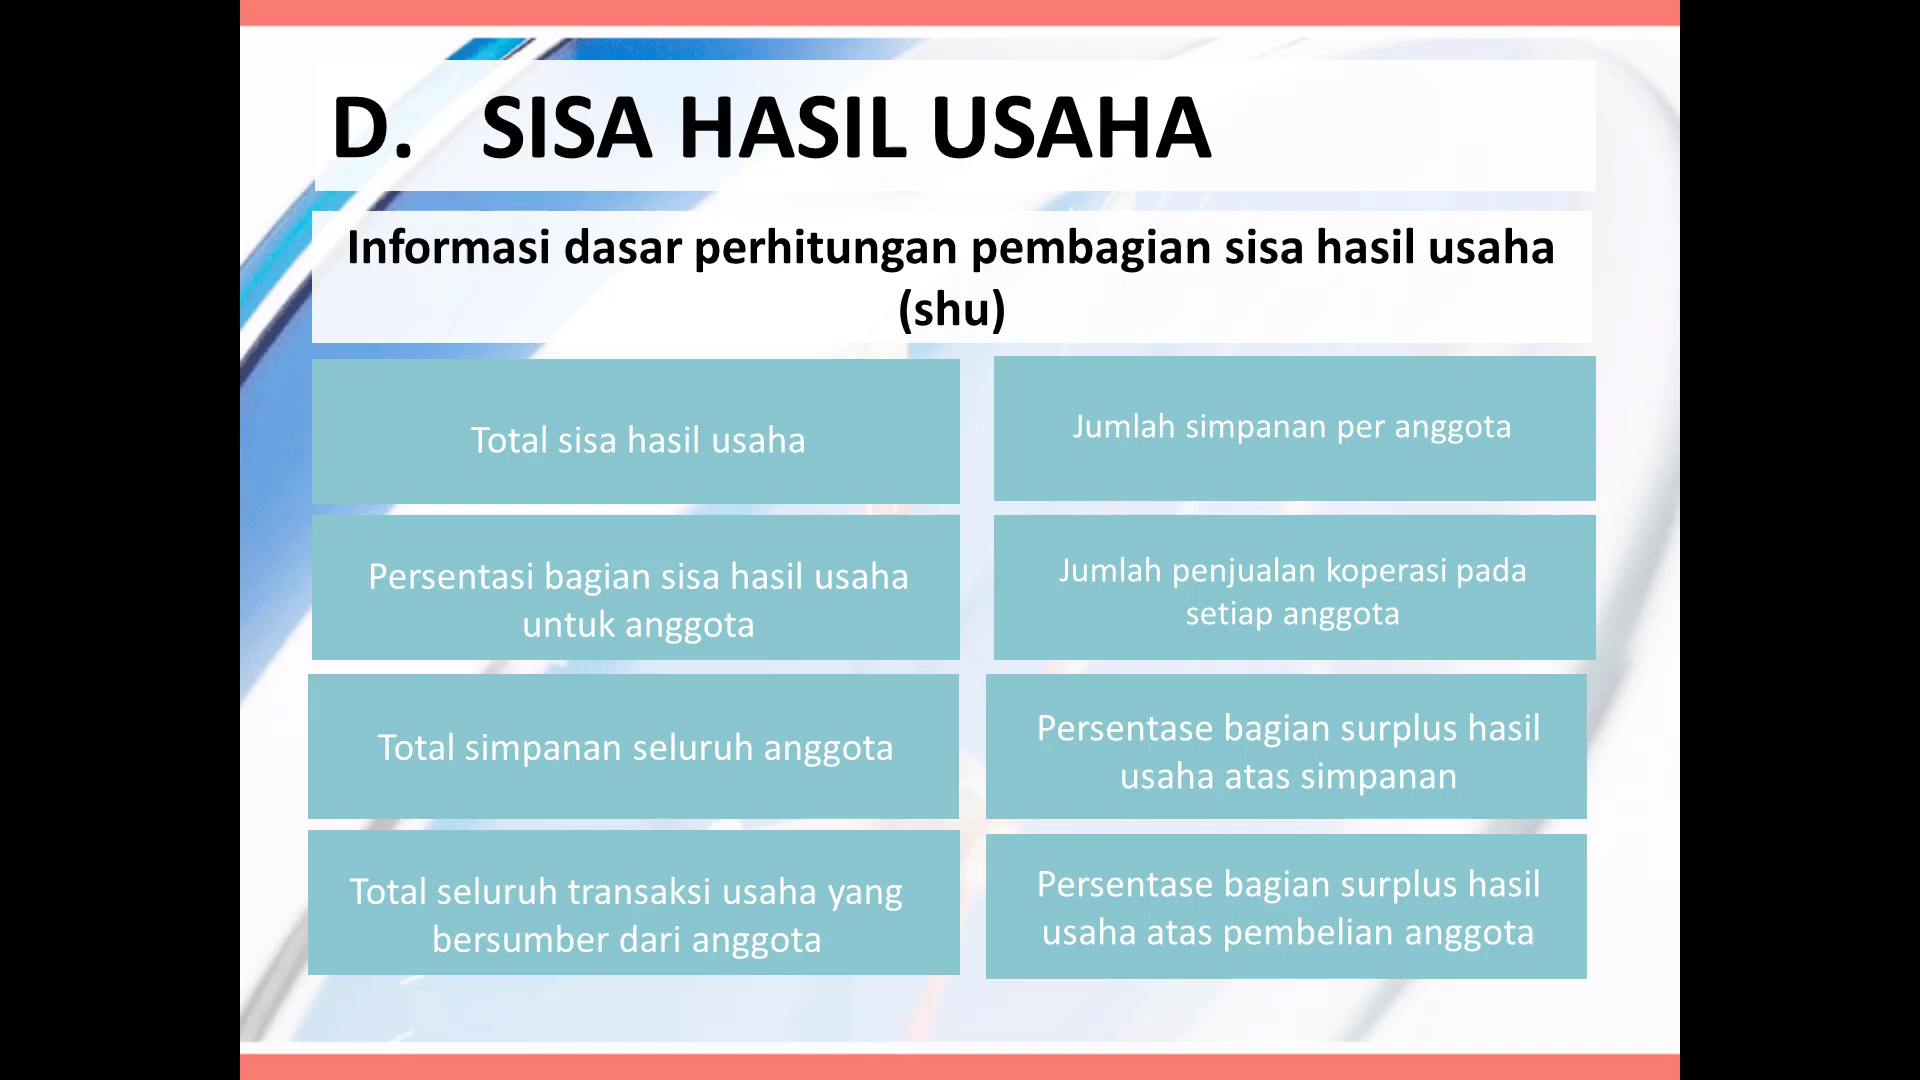 D. SISA HASIL USAHA
Informasi dasar perhitungan pembagian sisa hasil usaha
(shu)
Total sisa hasil usaha
Jumlah simpanan per anggota
Persentasi bagian sisa hasil usaha
untuk anggota
Jumlah penjualan koperasi pada
setiap anggota
Total simpanan seluruh anggota
Persentase bagian surplus hasil
usaha atas simpanan
Total seluruh transaksi usaha yang
bersumber dari anggota
Persentase bagian surplus hasil
usaha atas pembelian anggota